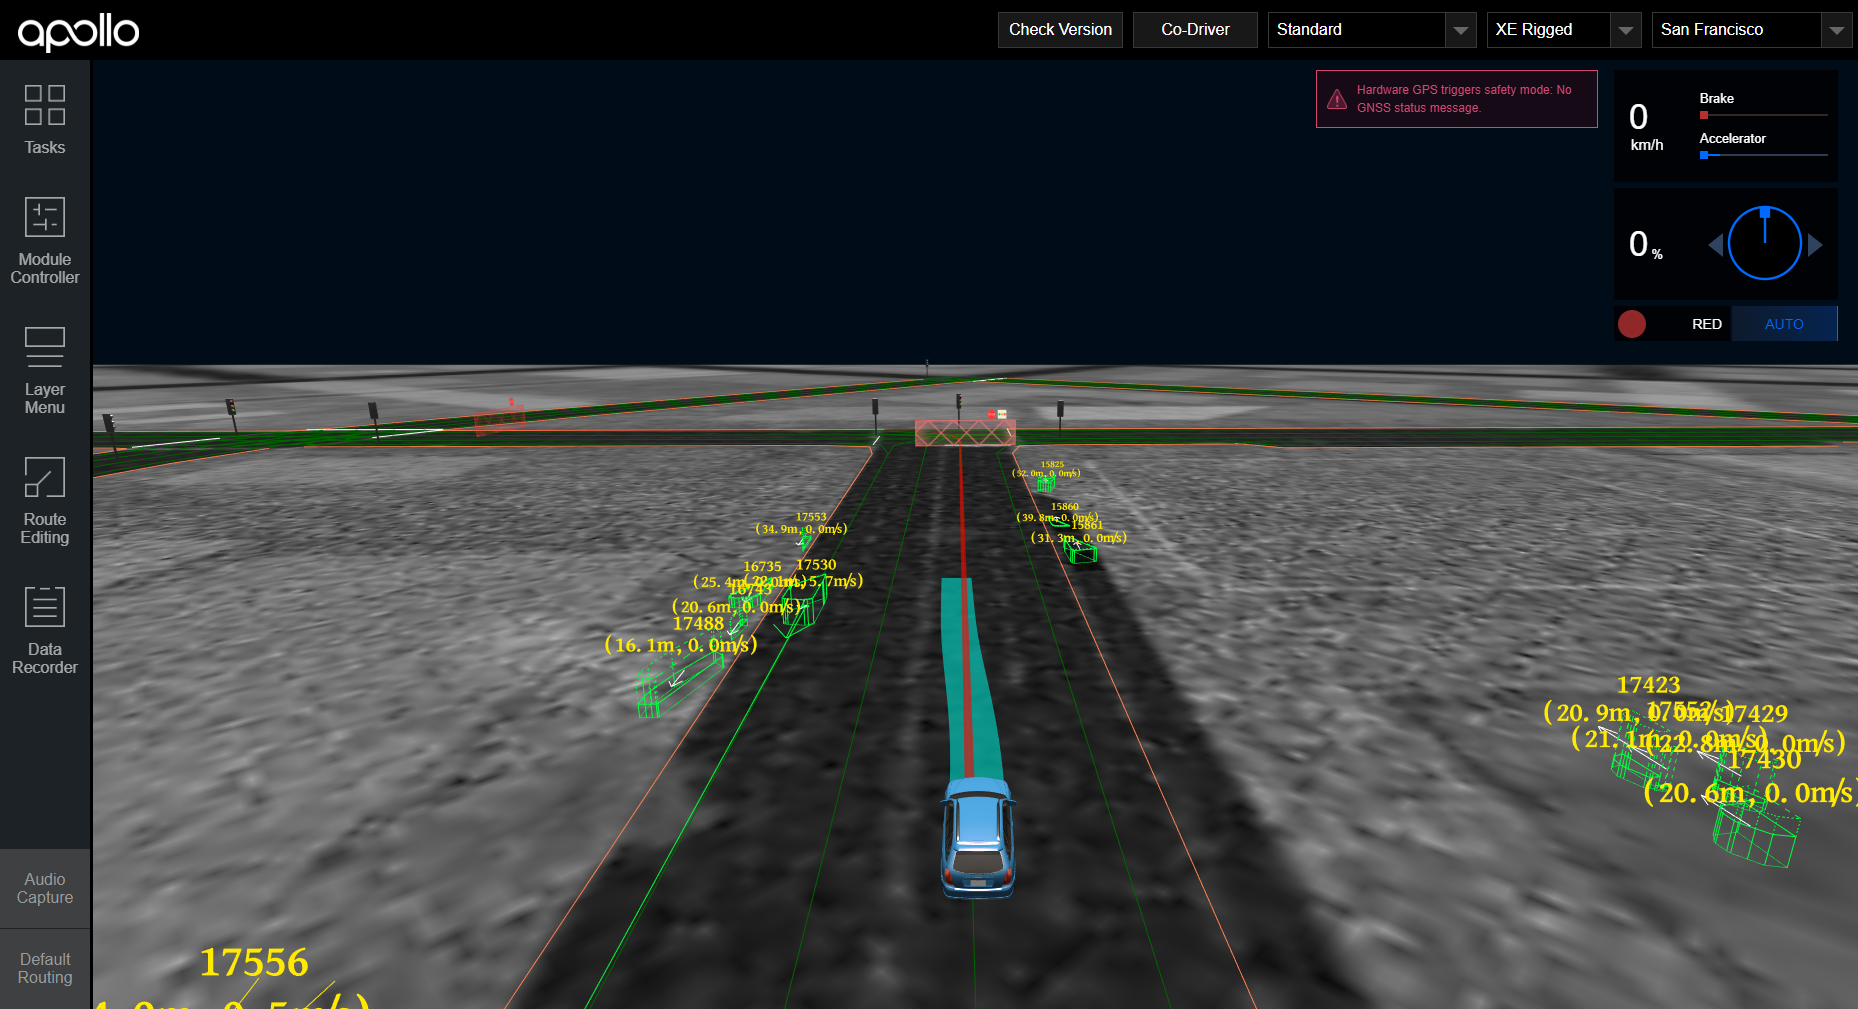 apollo
Check Version
Co-Driver
Standard
XE Rigged
San Francisco
Tasks
Module
Controller
Layer
Menu
Route
Editing
Data
Recorder
Audio
Capture
Default
Routing
Hardware GPS triggers safety mode: No
GNSS status message.
0
km/h
Brake
Accelerator
0 %
RED
AUTO
15825
(52.0m, 0.0m/s)
15860
(39.8m, 0.0m/s)
15861
(31.3m, 0.0m/s)
17553
(34.9m, 0.0m/s)
16735
17530
(25.4m,
5.7m/s)
16743
(20.6m, 0.0m/s)
17488
(16.1m, 0.0m/s)
17423
(20.9m, 0.0m/s)
17429
(22.8m, 0.0m/s)
(21.1m, 0.0m/s)
17430
(20.6m, 0.0m/s)
17556